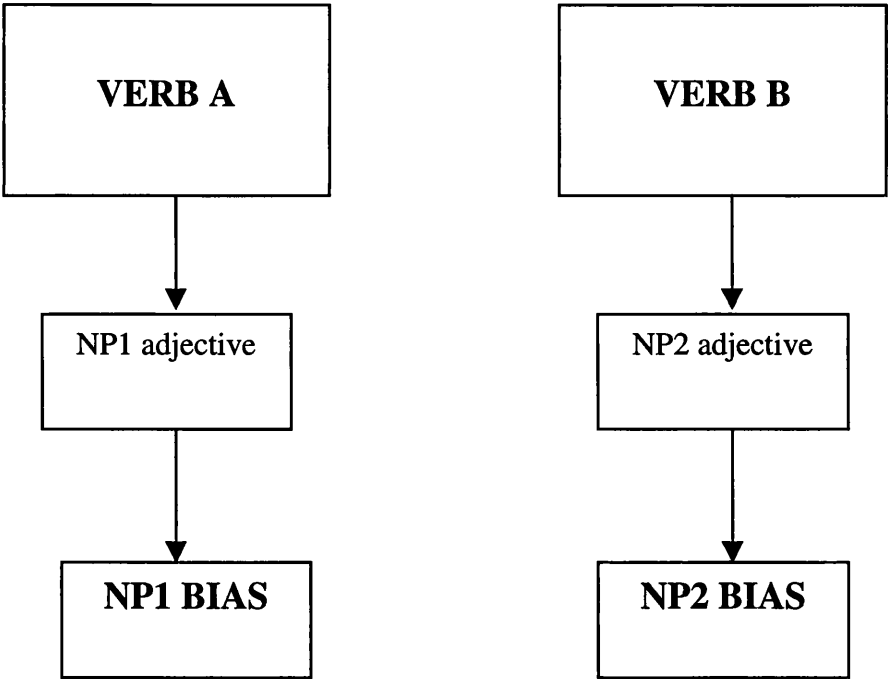 VERB A
VERB B
NP1 adjective
NP2 adjective
NP1 BIAS
NP2 BIAS